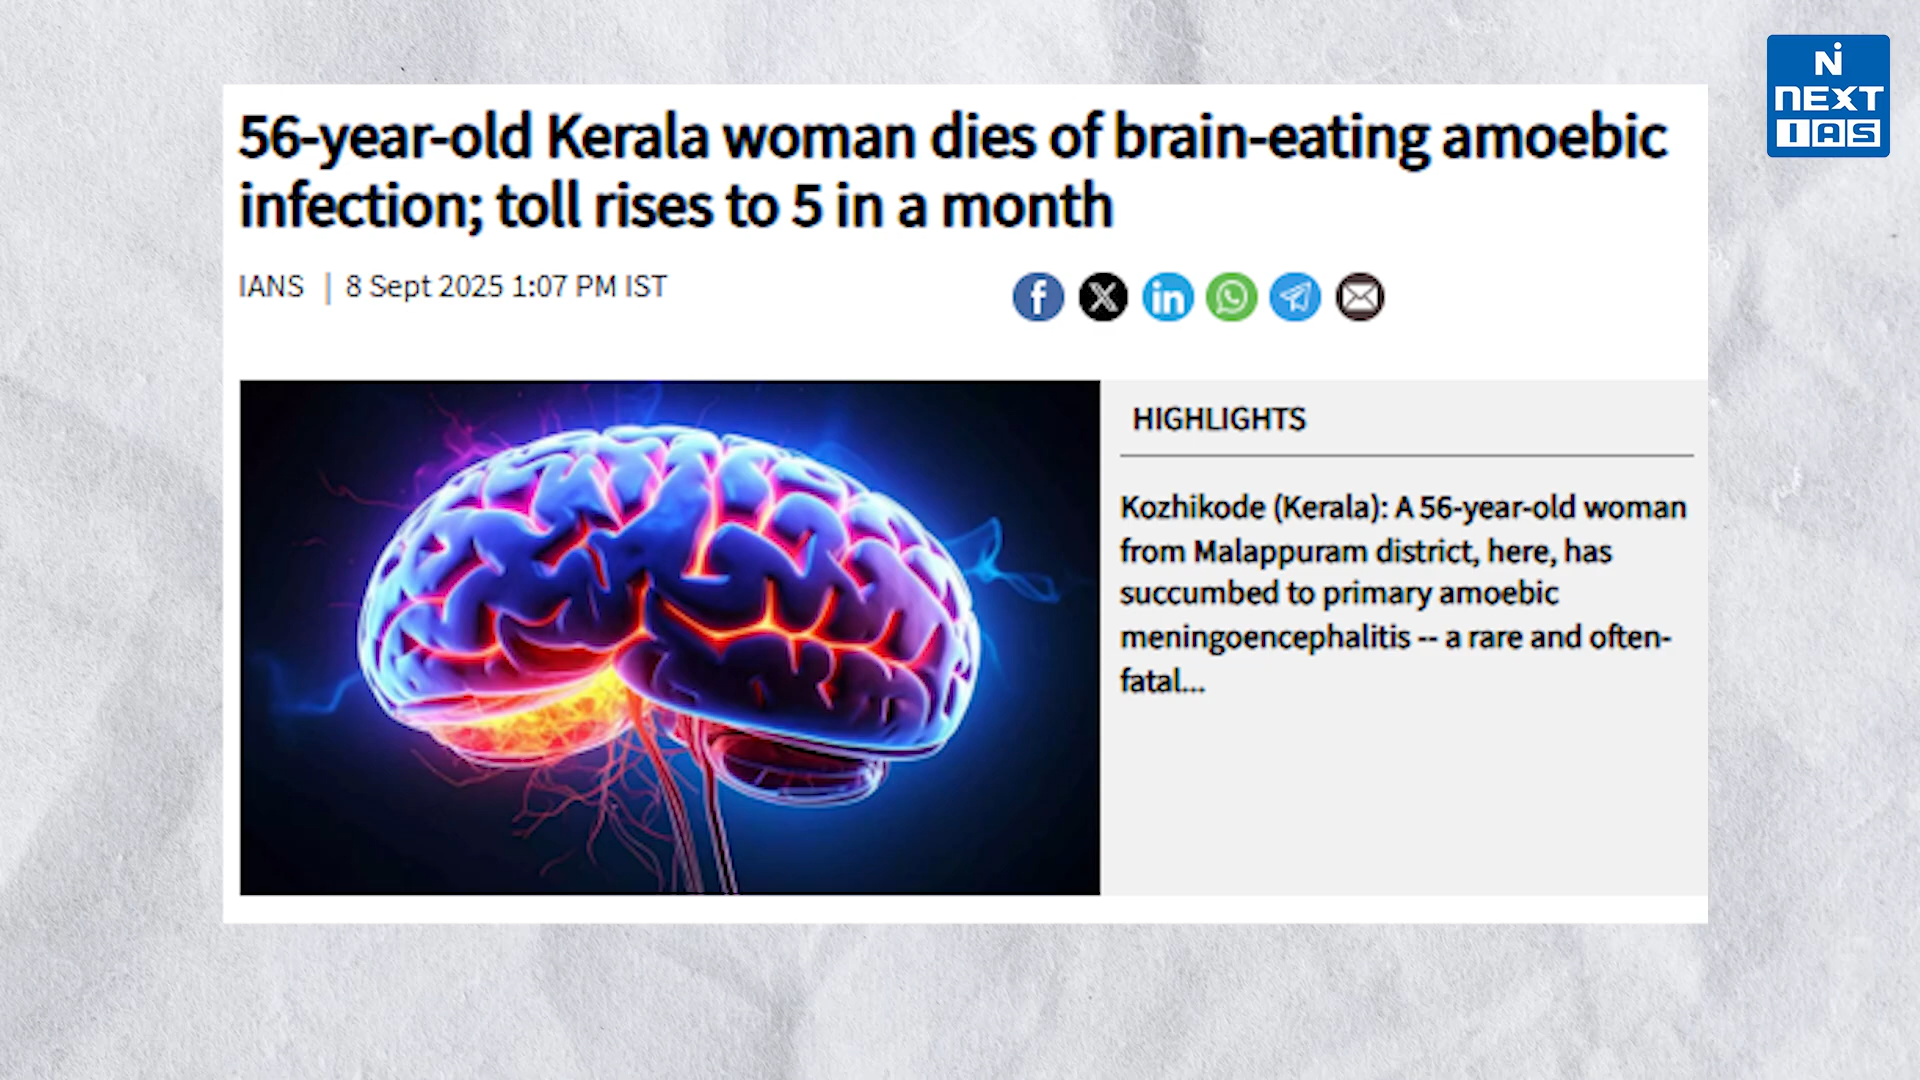 NEXT
IAS
56-year-old Kerala woman dies of brain-eating amoebic
infection; toll rises to 5 in a month
IANS | 8 Sept 2025 1:07 PM IST
HIGHLIGHTS
Kozhikode (Kerala): A 56-year-old woman
from Malappuram district, here, has
succumbed to primary amoebic
meningoencephalitis -- a rare and often-
fatal...